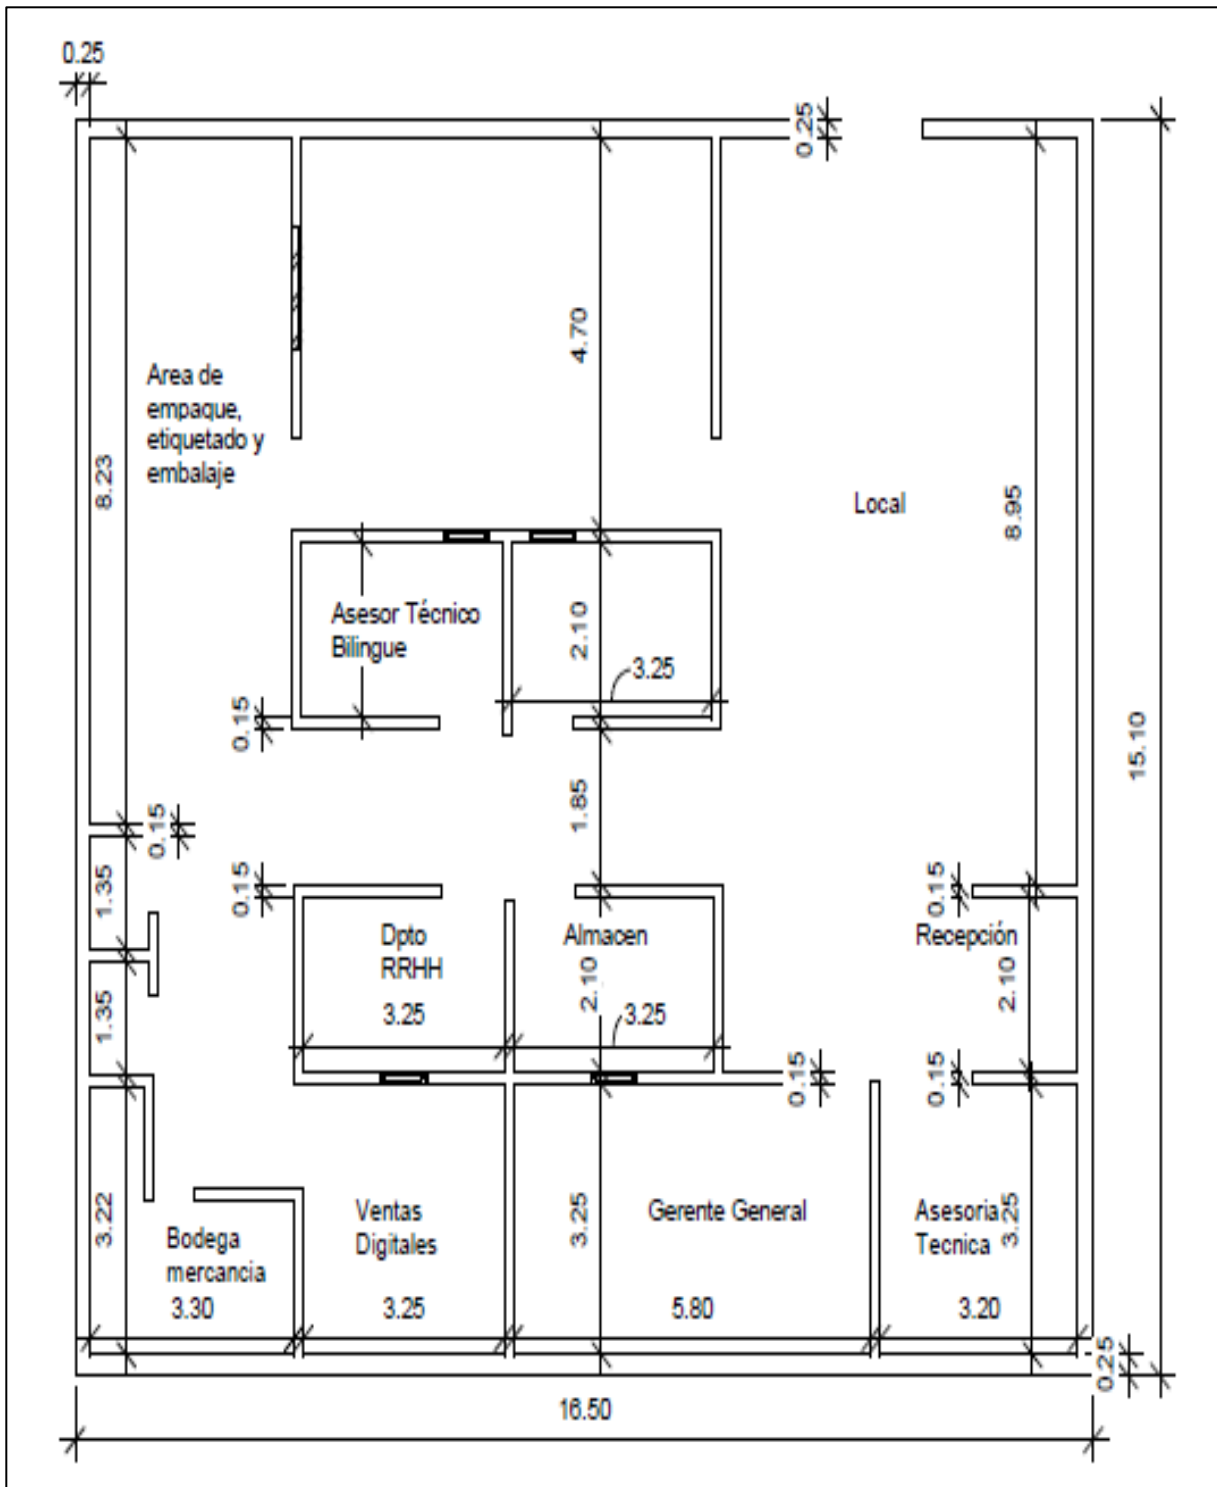 0.25
0.25
4.70
Area de
empaque,
etiquetado y
embalaje
8.23
Local
8.95
Asesor Técnico
Bilingue
2.10
3.25
0.15
15.10
1.85
0.15
0.15
0.15
1.35
Dpto
RRHH
Almacen
Recepción
2.10
2.10
3.25
3.25
1.35
0.15
0.15
3.22
Ventas
Digitales
3.25
Gerente General
Asesoria
Tecnica
3.25
Bodega
mercancia
3.30
3.25
5.80
3.20
0.25
16.50